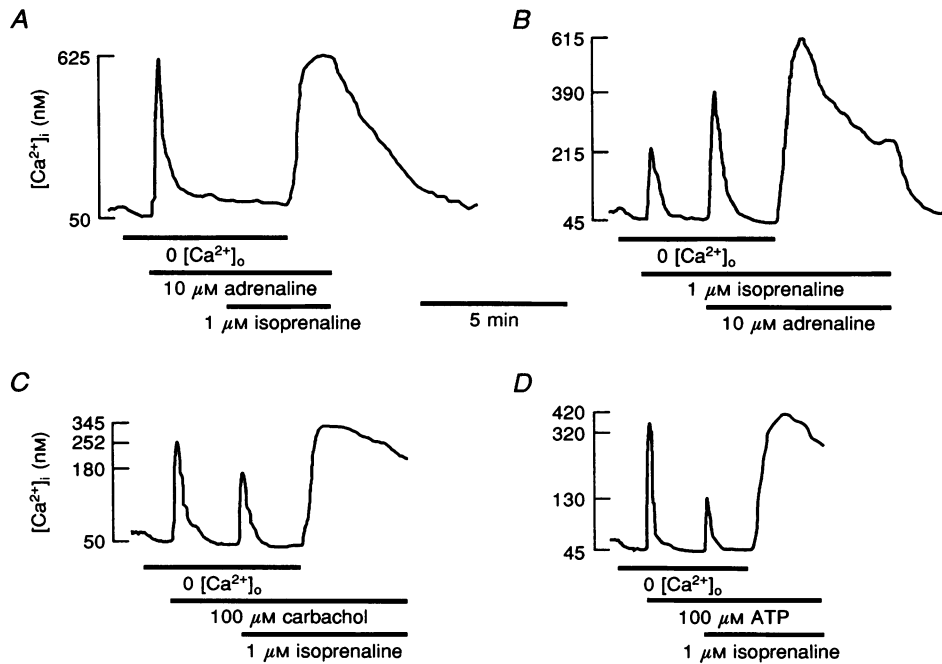 A
625
[Ca²⁺]ᵢ (nM)
50
0 [Ca²⁺]ₒ
10 μM adrenaline
1 μM isoprenaline
5 min
B
615
390
215
45
0 [Ca²⁺]ₒ
1 μM isoprenaline
10 μM adrenaline
C
345
252
180
[Ca²⁺]ᵢ (nM)
50
0 [Ca²⁺]ₒ
100 μM carbachol
1 μM isoprenaline
D
420
320
130
45
0 [Ca²⁺]ₒ
100 μM ATP
1 μM isoprenaline